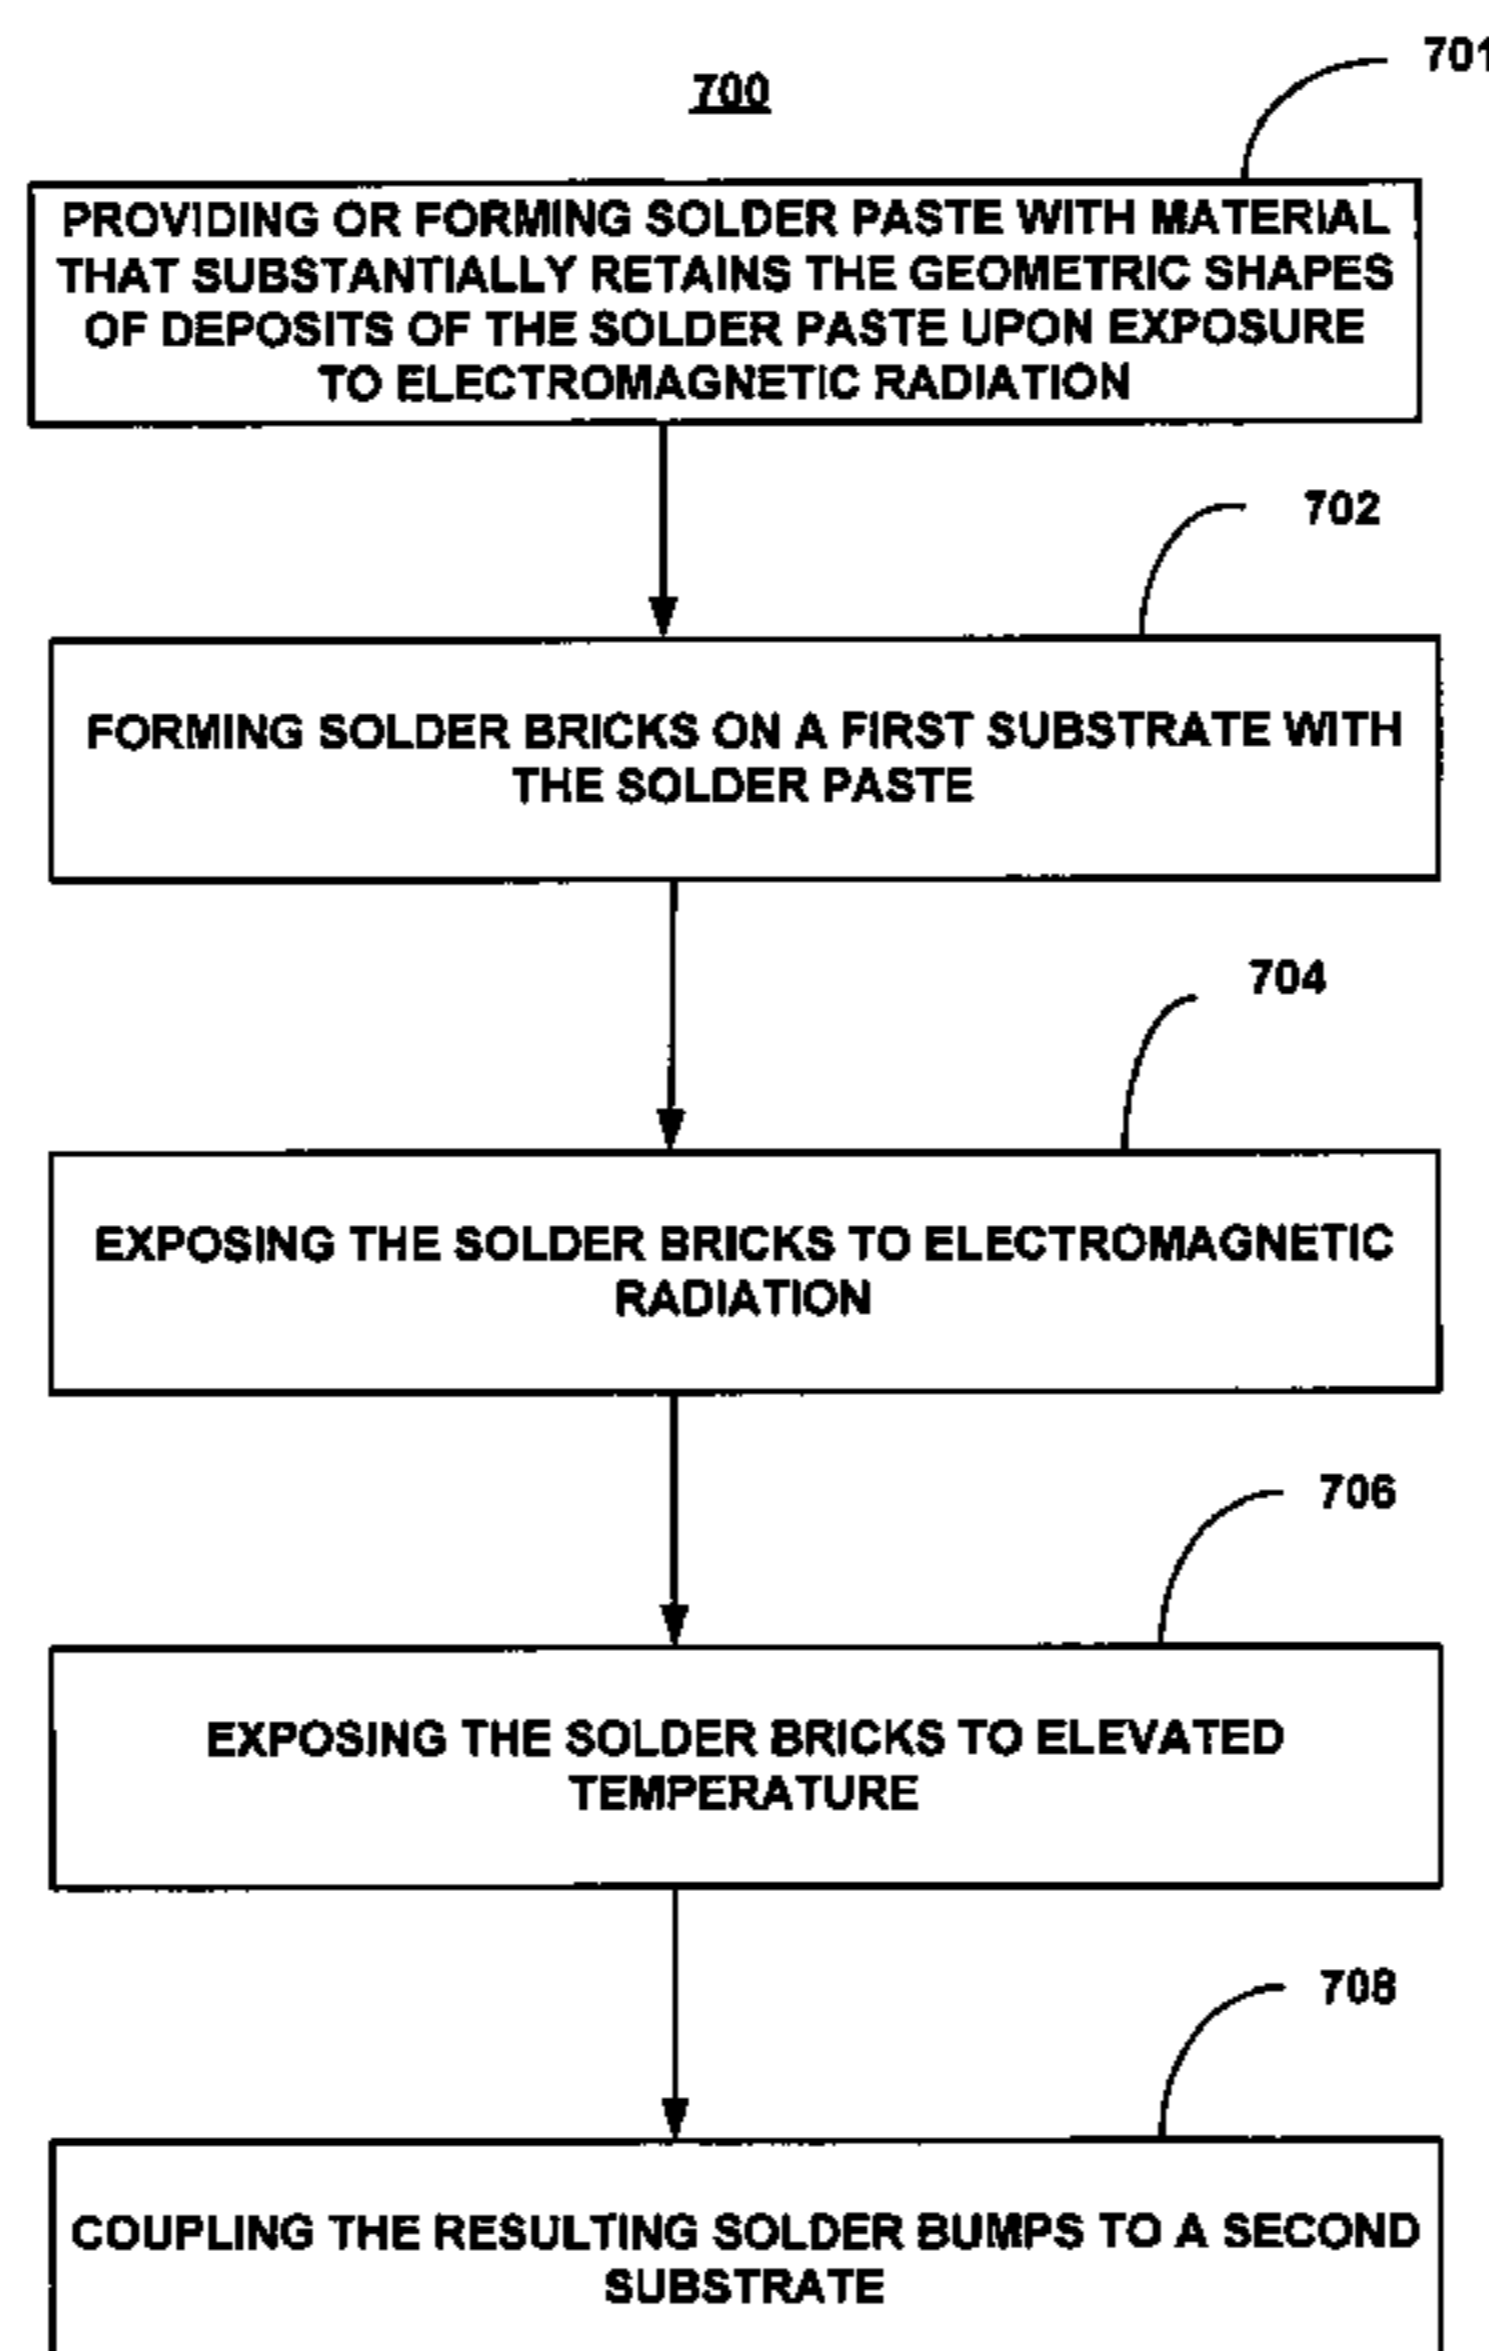 701
700
PROVIDING OR FORMING SOLDER PASTE WITH MATERIAL
THAT SUBSTANTIALLY RETAINS THE GEOMETRIC SHAPES
OF DEPOSITS OF THE SOLDER PASTE UPON EXPOSURE
TO ELECTROMAGNETIC RADIATION
702
FORMING SOLDER BRICKS ON A FIRST SUBSTRATE WITH
THE SOLDER PASTE
704
EXPOSING THE SOLDER BRICKS TO ELECTROMAGNETIC
RADIATION
706
EXPOSING THE SOLDER BRICKS TO ELEVATED
TEMPERATURE
708
COUPLING THE RESULTING SOLDER BUMPS TO A SECOND
SUBSTRATE